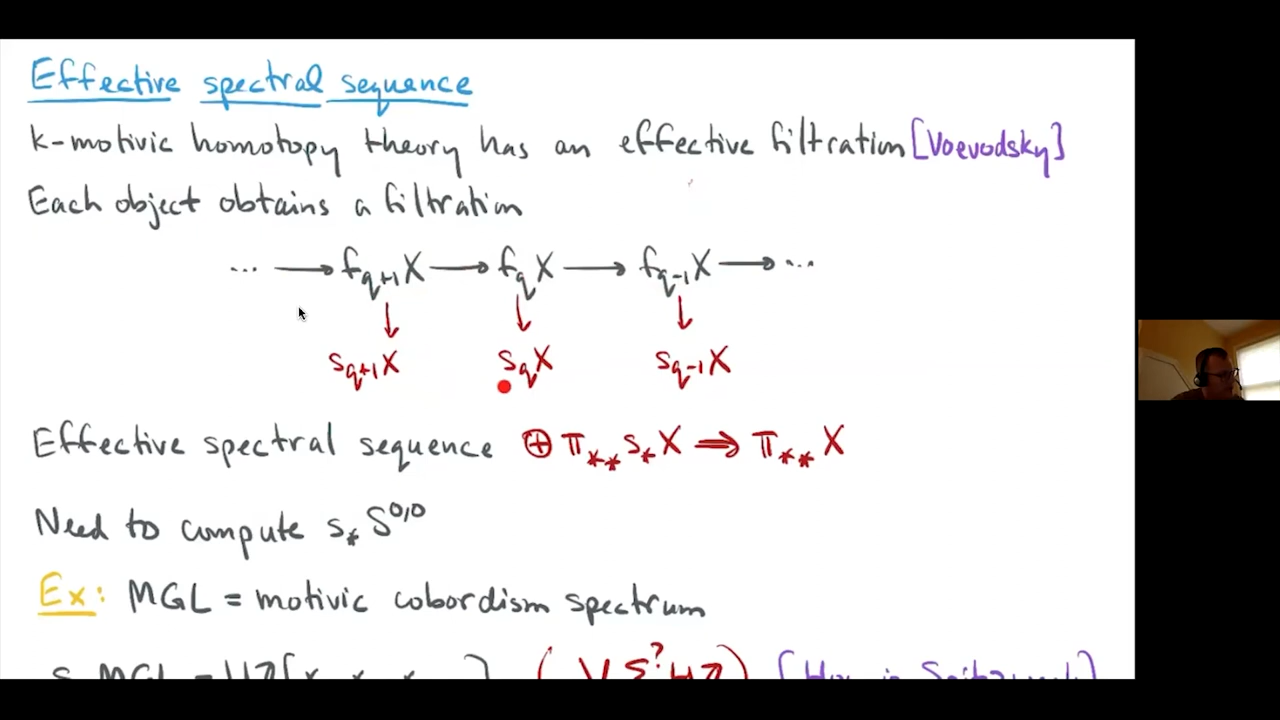 Effective spectral sequence
k-motivic homotopy theory has an effective filtration [Voevodsky]
Each object obtains a filtration
... ⟶ f_{q+1}X ⟶ f_q X ⟶ f_{q-1}X ⟶ ...
↓ ↓ ↓
s_{q+1}X s_q X s_{q-1}X
Effective spectral sequence ⊕ π_{**} s_* X ⟹ π_{**} X
Need to compute s_* S^{0,0}
Ex: MGL = motivic cobordism spectrum